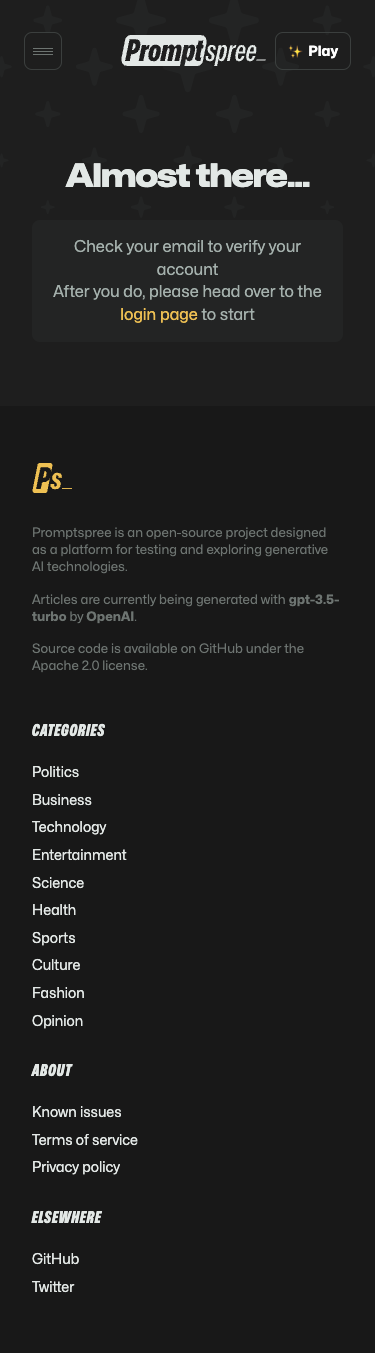 Promptspree_
✨ Play
Almost there...
Check your email to verify your
account
After you do, please head over to the
login page to start
Ps_
Promptspree is an open-source project designed
as a platform for testing and exploring generative
AI technologies.
Articles are currently being generated with gpt-3.5-
turbo by OpenAI.
Source code is available on GitHub under the
Apache 2.0 license.
CATEGORIES
Politics
Business
Technology
Entertainment
Science
Health
Sports
Culture
Fashion
Opinion
ABOUT
Known issues
Terms of service
Privacy policy
ELSEWHERE
GitHub
Twitter